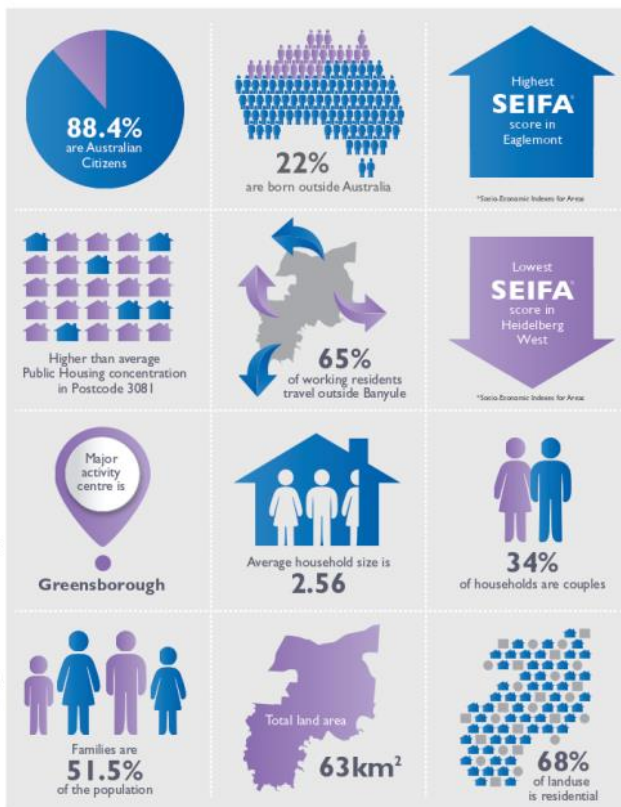 88.4%
are Australian
Citizens
22%
are born outside Australia
Highest
SEIFA*
score in
Eaglemont
*Socio-Economic Indexes for Areas
Higher than average
Public Housing concentration
in Postcode 3081
65%
of working residents
travel outside Banyule
Lowest
SEIFA*
score in
Heidelberg
West
*Socio-Economic Indexes for Areas
Major
activity
centre is
Greensborough
Average household size is
2.56
34%
of households are couples
Families are
51.5%
of the population
Total land area
63km²
68%
of landuse
is residential